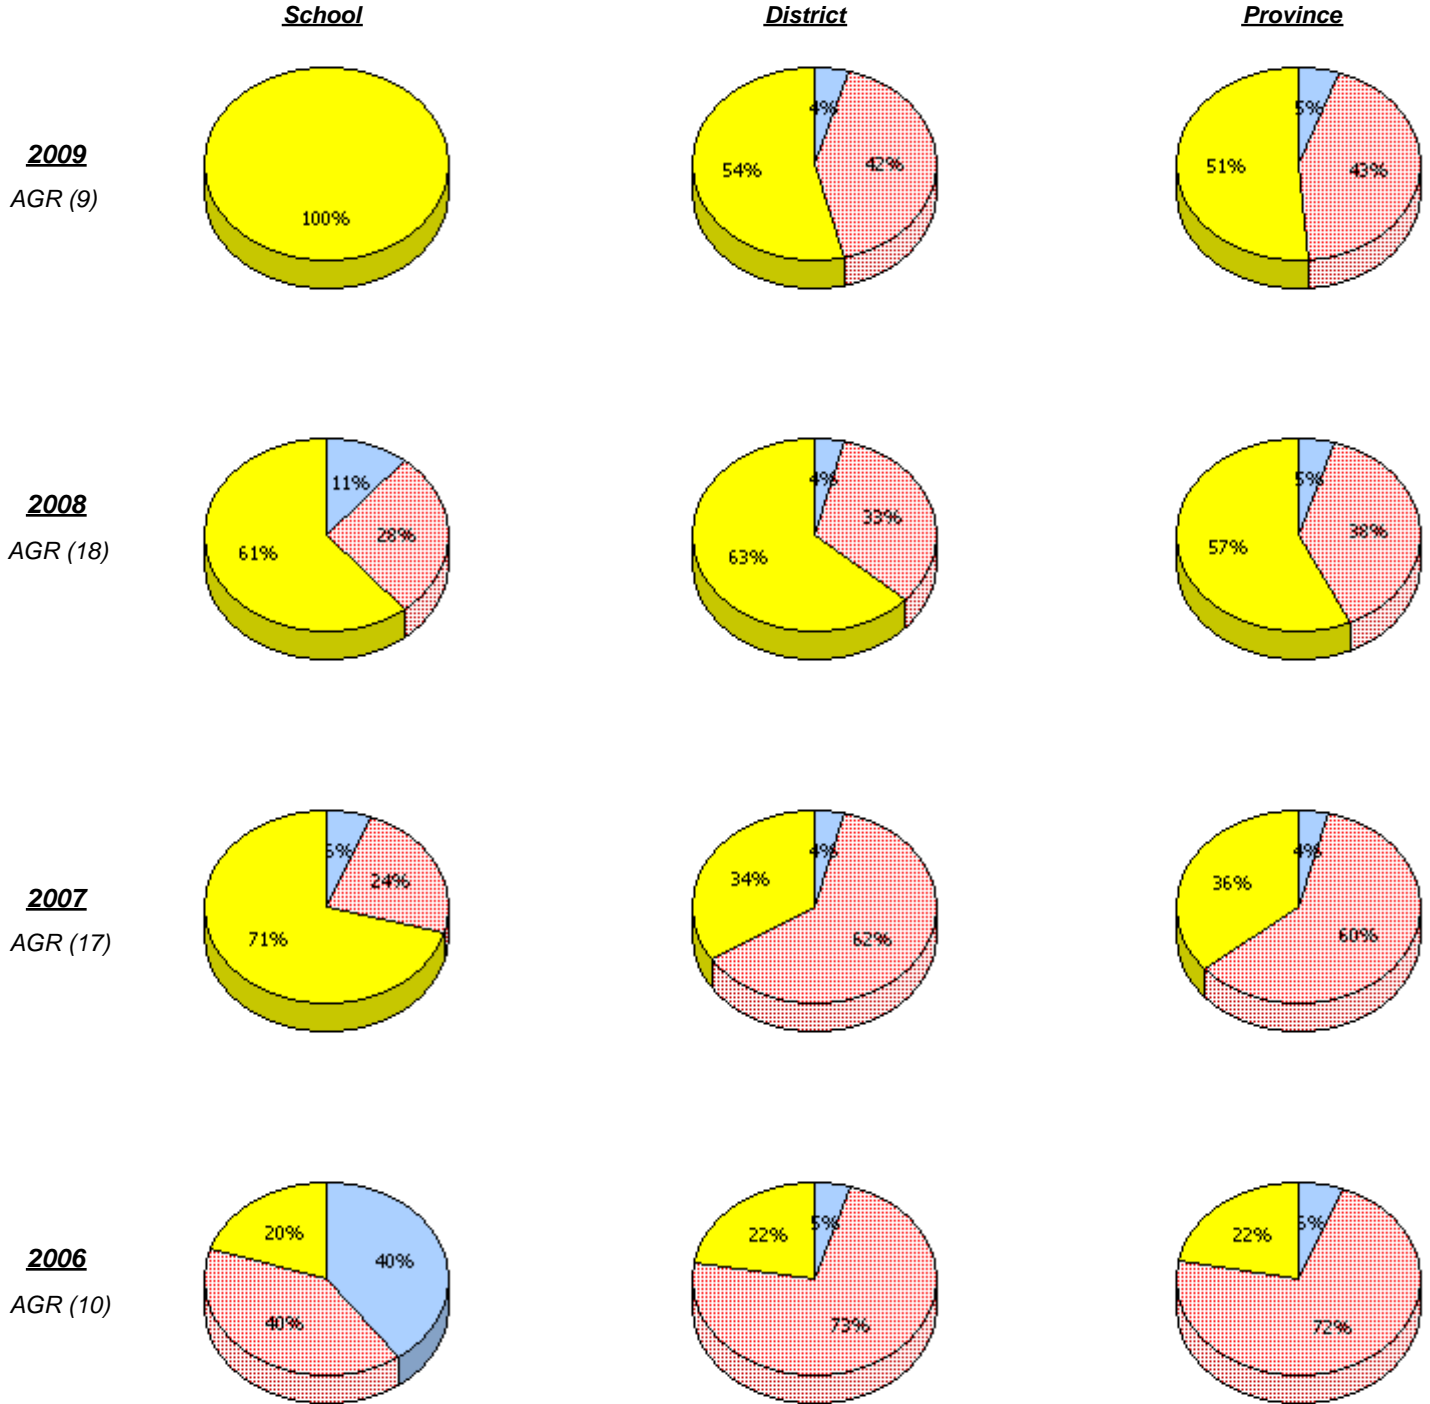 School District Province
2009
AGR (9)
100%
54% 4% 42%
51% 5% 43%
2008
AGR (18)
61% 11% 28%
63% 4% 33%
57% 5% 38%
2007
AGR (17)
71% 6% 24%
34% 4% 62%
36% 4% 60%
2006
AGR (10)
20% 40% 40%
22% 5% 73%
22% 6% 72%